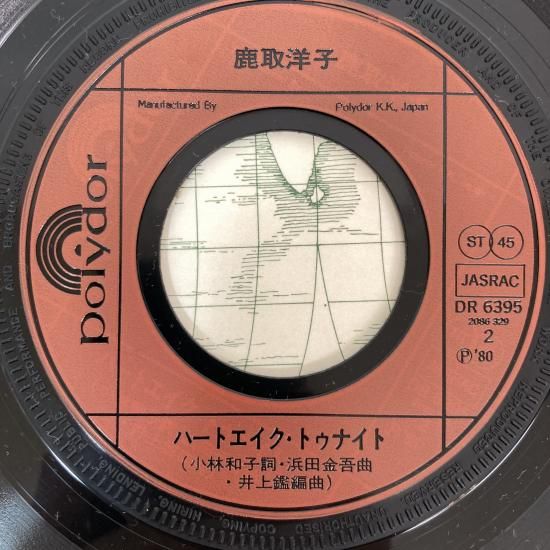 鹿取洋子
Manufactured By
Polydor K.K., Japan
polydor
ST 45
JASRAC
DR 6395
2086 329
2
Ⓟ'80
ハートエイク・トゥナイト
(小林和子詞・浜田金吾曲
・井上鑑編曲)